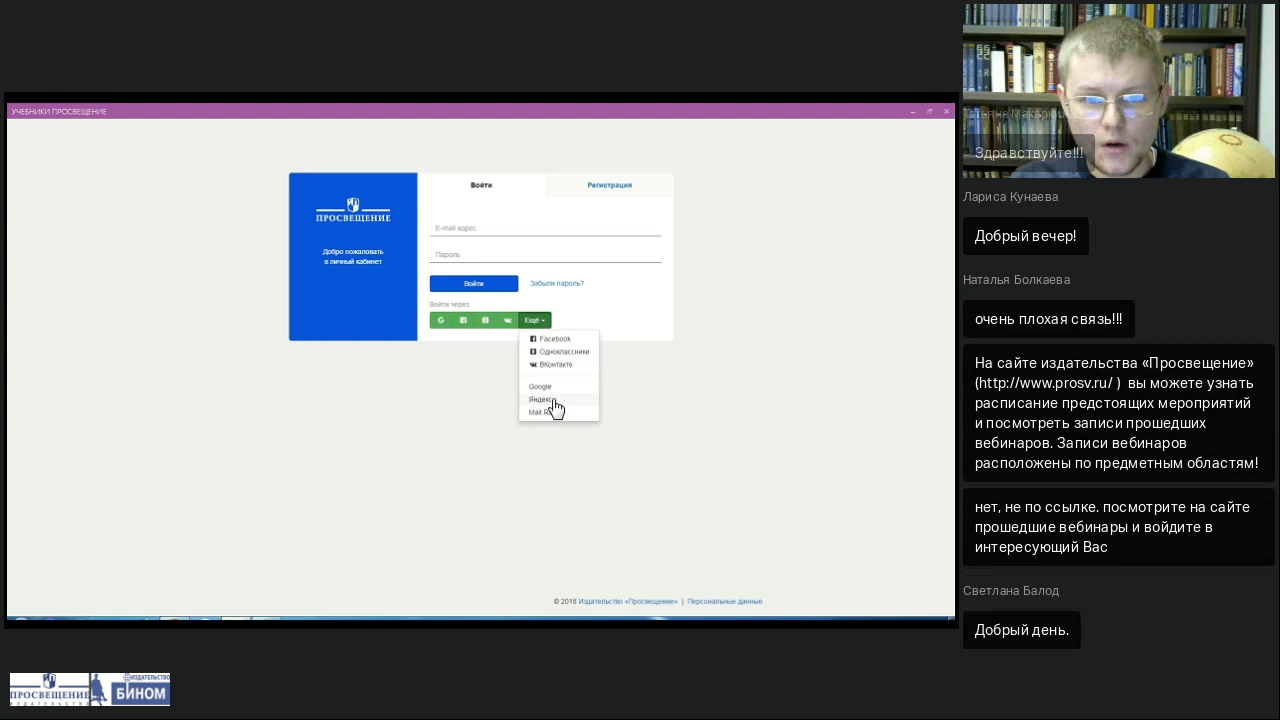 УЧЕБНИКИ ПРОСВЕЩЕНИЕ
ПРОСВЕЩЕНИЕ
Добро пожаловать
в личный кабинет
Войти
Регистрация
E-mail адрес
Пароль
Войти
Забыли пароль?
Войти через
Ещё
Facebook
Одноклассники
ВКонтакте
Google
Яндекс
Mail.R
© 2018 Издательство «Просвещение» | Персональные данные
ПРОСВЕЩЕНИЕ
ИЗДАТЕЛЬСТВО
ИЗДАТЕЛЬСТВО
БИНОМ
Здравствуйте!!!
Лариса Кунаева
Добрый вечер!
Наталья Болкаева
очень плохая связь!!!
На сайте издательства «Просвещение»
(http://www.prosv.ru/ ) вы можете узнать
расписание предстоящих мероприятий
и посмотреть записи прошедших
вебинаров. Записи вебинаров
расположены по предметным областям!
нет, не по ссылке. посмотрите на сайте
прошедшие вебинары и войдите в
интересующий Вас
Светлана Балод
Добрый день.